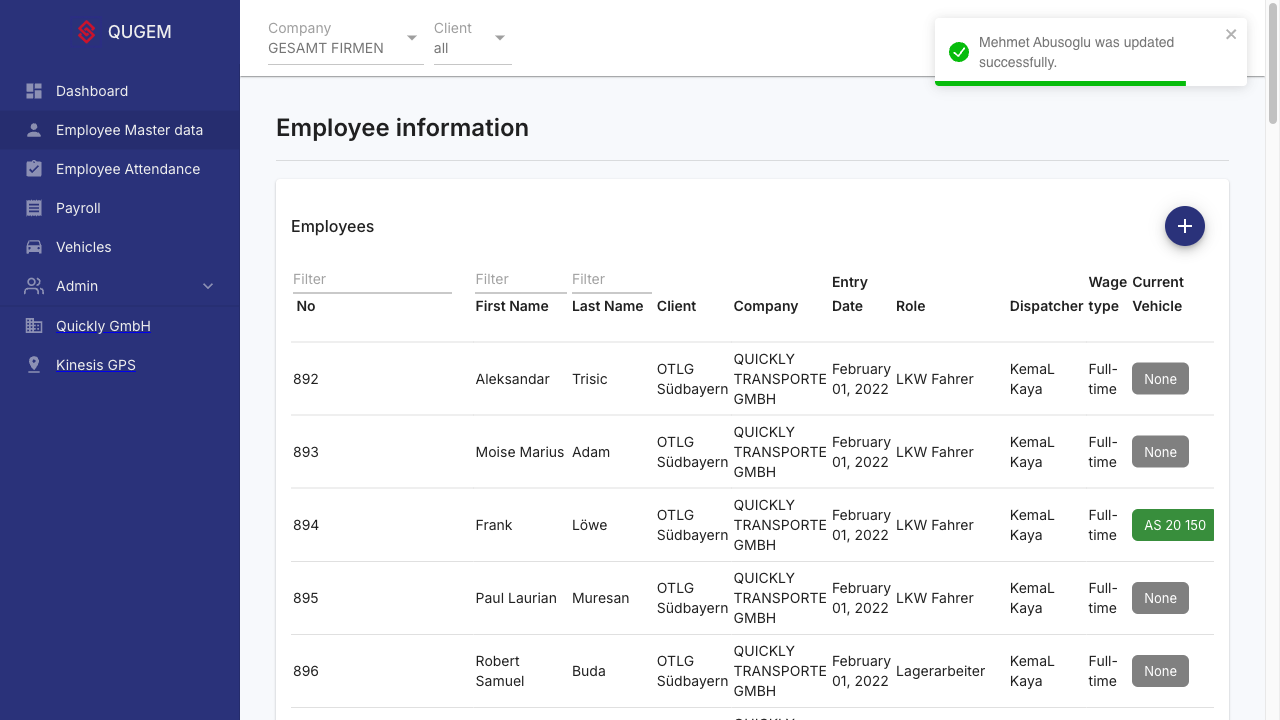 QUGEM
Dashboard
Employee Master data
Employee Attendance
Payroll
Vehicles
Admin
Quickly GmbH
Kinesis GPS
Company
GESAMT FIRMEN
Client
all
Mehmet Abusoglu was updated
successfully.
Employee information
Employees
Filter
No
Filter
First Name
Filter
Last Name
Client
Company
Entry
Date
Role
Dispatcher
Wage
type
Current
Vehicle
892
Aleksandar
Trisic
OTLG
Südbayern
QUICKLY
TRANSPORTE
GMBH
February
01, 2022
LKW Fahrer
KemaL
Kaya
Full-
time
None
893
Moise Marius
Adam
OTLG
Südbayern
QUICKLY
TRANSPORTE
GMBH
February
01, 2022
LKW Fahrer
KemaL
Kaya
Full-
time
None
894
Frank
Löwe
OTLG
Südbayern
QUICKLY
TRANSPORTE
GMBH
February
01, 2022
LKW Fahrer
KemaL
Kaya
Full-
time
AS 20 150
895
Paul Laurian
Muresan
OTLG
Südbayern
QUICKLY
TRANSPORTE
GMBH
February
01, 2022
LKW Fahrer
KemaL
Kaya
Full-
time
None
896
Robert
Samuel
Buda
OTLG
Südbayern
QUICKLY
TRANSPORTE
GMBH
February
01, 2022
Lagerarbeiter
KemaL
Kaya
Full-
time
None